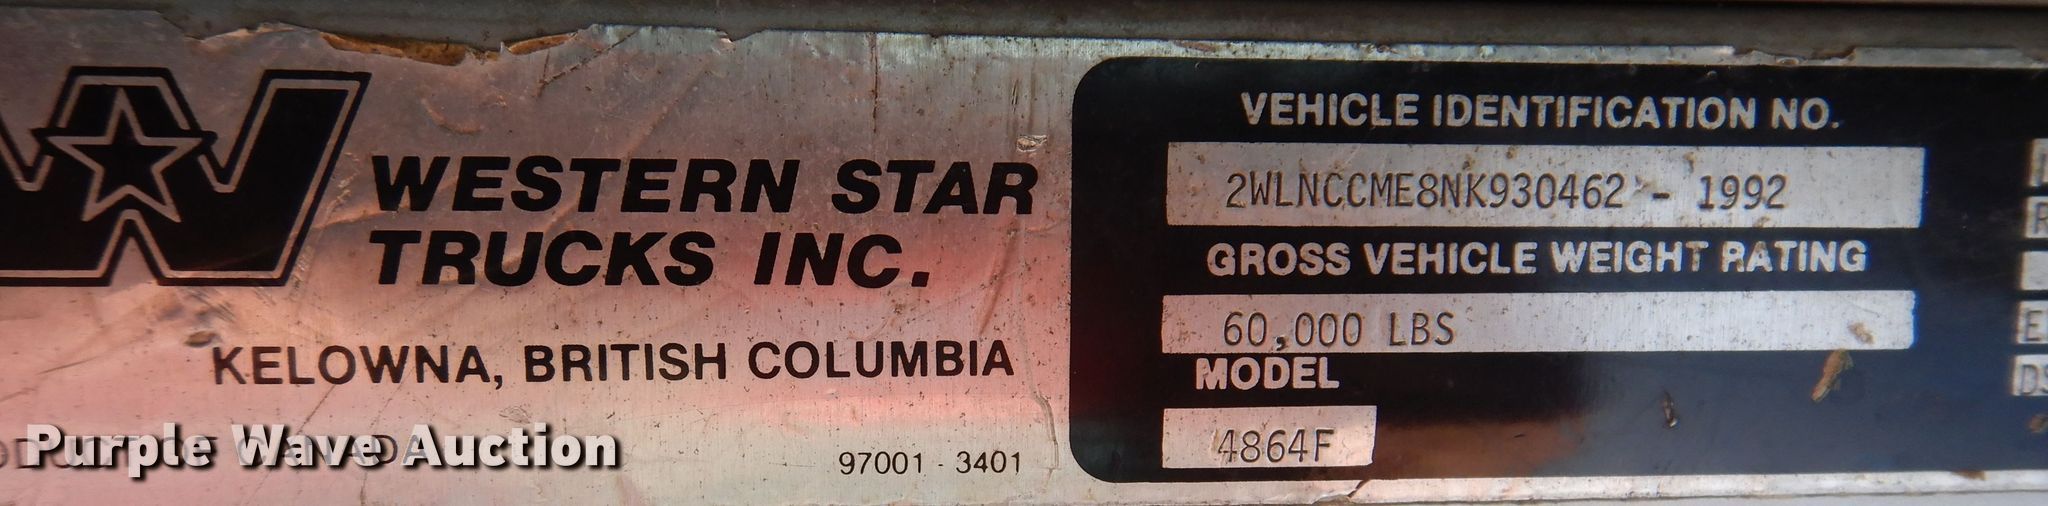 W
WESTERN STAR
TRUCKS INC.
KELOWNA, BRITISH COLUMBIA
97001 - 3401
VEHICLE IDENTIFICATION NO.
2WLNCCME8NK930462 - 1992
GROSS VEHICLE WEIGHT RATING
60,000 LBS
MODEL
4864F
Purple Wave Auction